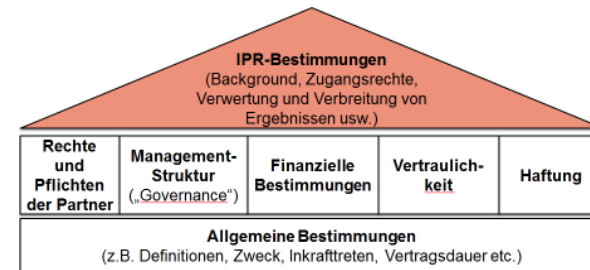 IPR-Bestimmungen
(Background, Zugangsrechte,
Verwertung und Verbreitung von
Ergebnissen usw.)
Rechte
und
Pflichten
der Partner
Management-
Struktur
(„Governance“)
Finanzielle
Bestimmungen
Vertraulich-
keit
Haftung
Allgemeine Bestimmungen
(z.B. Definitionen, Zweck, Inkrafttreten, Vertragsdauer etc.)